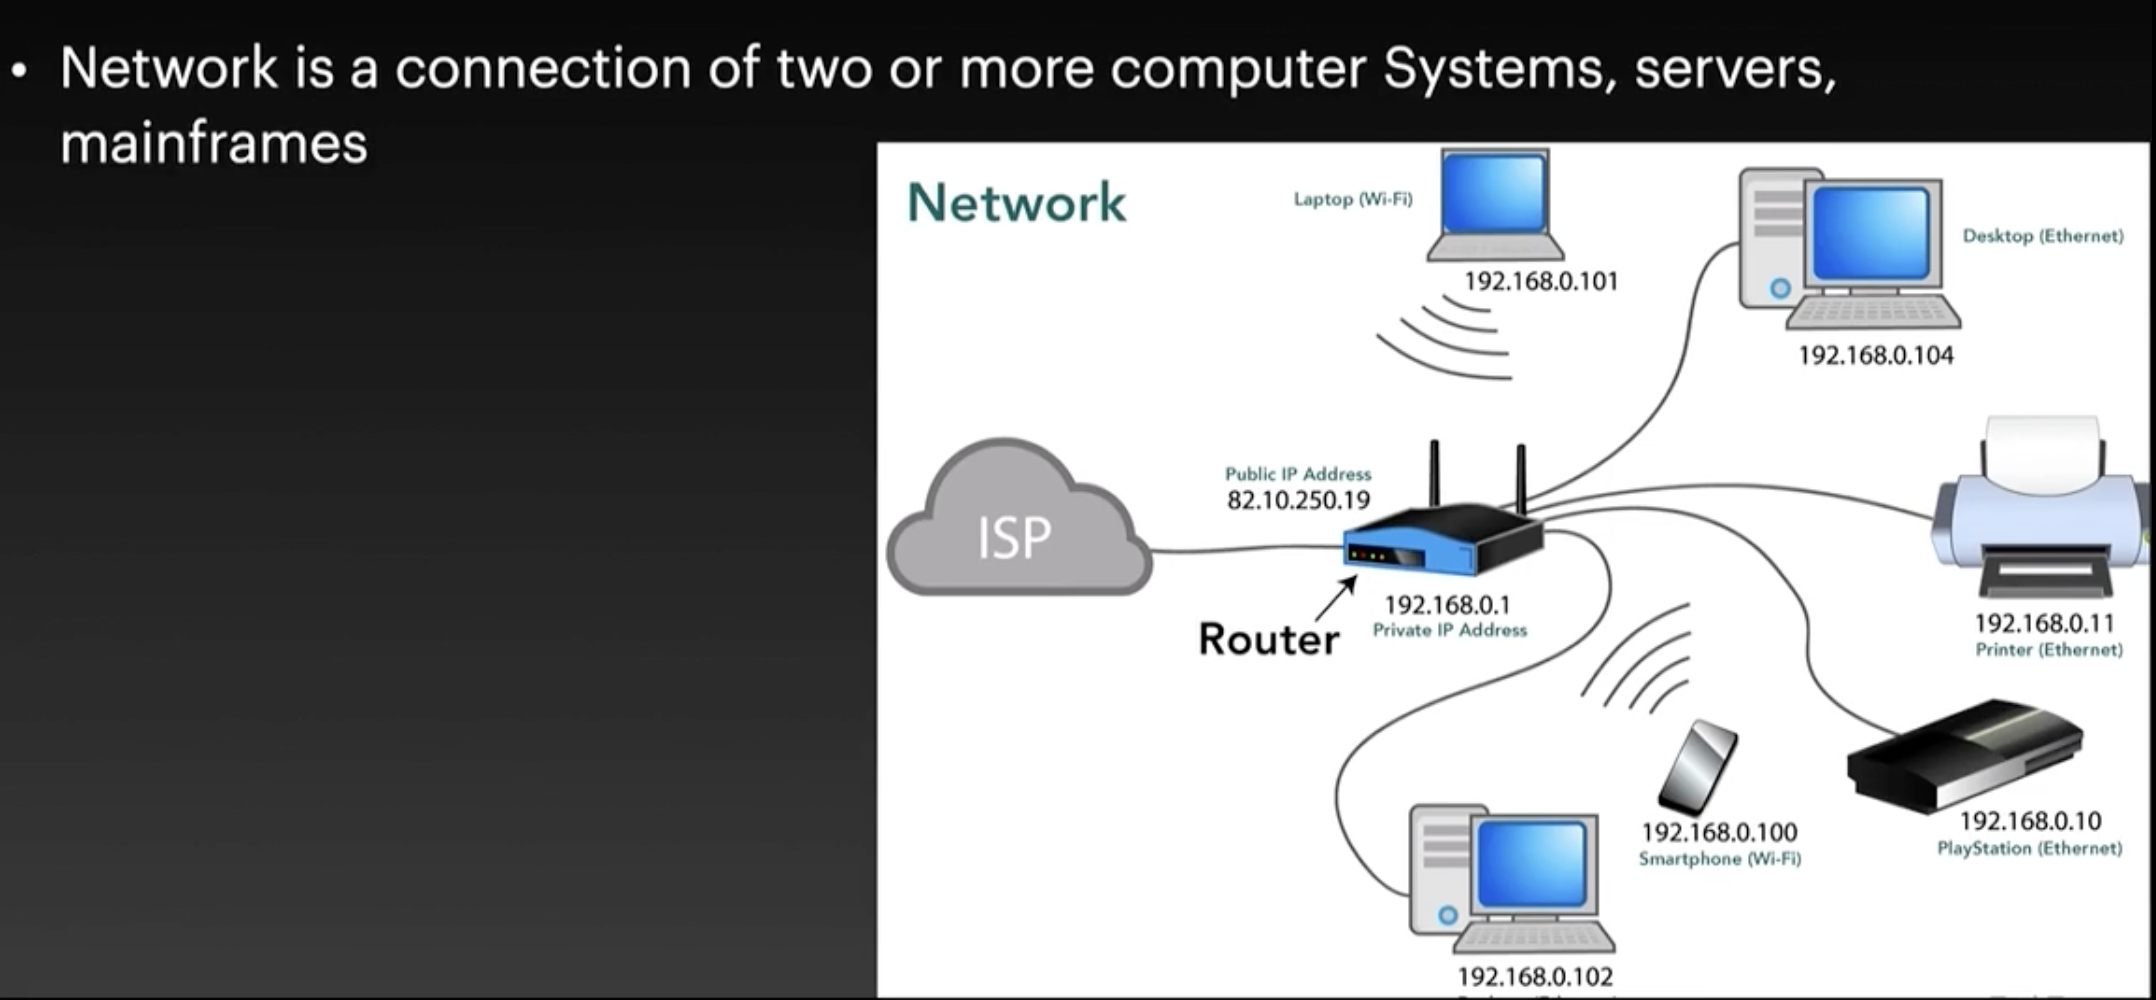 • Network is a connection of two or more computer Systems, servers,
mainframes
Network
Laptop (Wi-Fi)
192.168.0.101
Desktop (Ethernet)
192.168.0.104
ISP
Public IP Address
82.10.250.19
Router
192.168.0.1
Private IP Address
192.168.0.11
Printer (Ethernet)
192.168.0.10
PlayStation (Ethernet)
192.168.0.100
Smartphone (Wi-Fi)
192.168.0.102